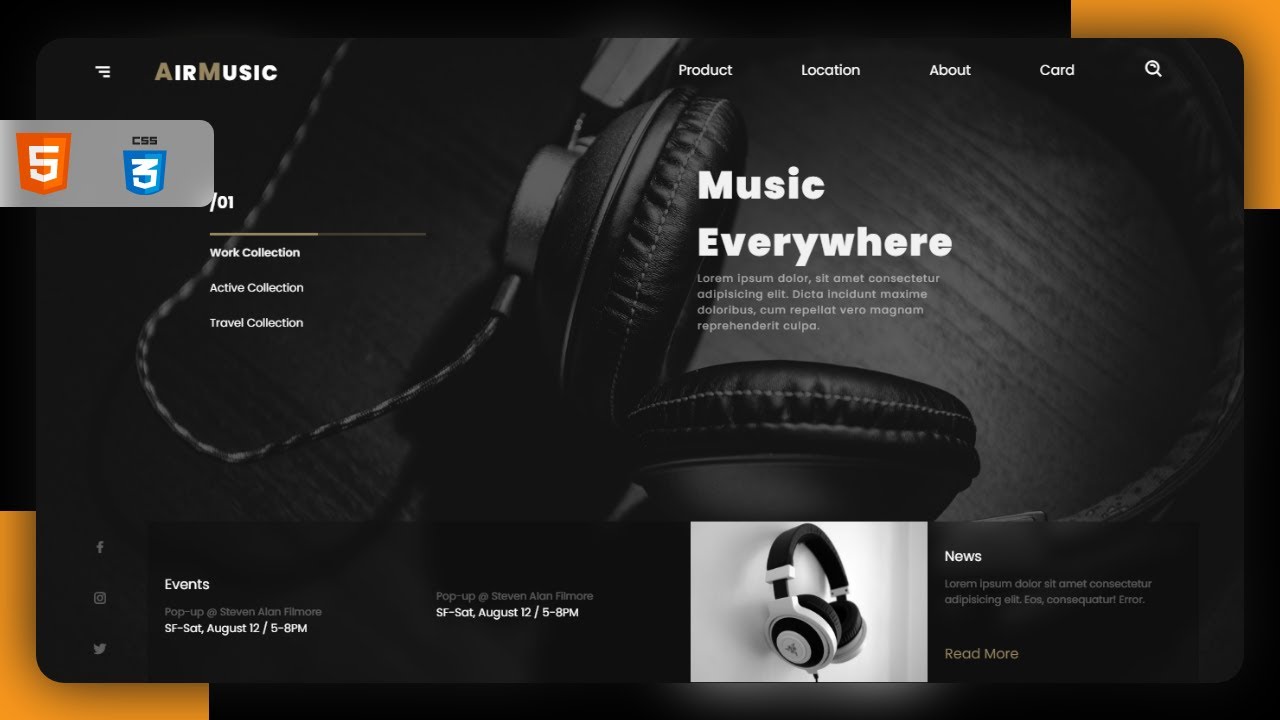 AirMusic
Product
Location
About
Card
5
CSS
3
/01
Work Collection
Active Collection
Travel Collection
Music
Everywhere
Lorem ipsum dolor, sit amet consectetur
adipisicing elit. Dicta incidunt maxime
doloribus, cum repellat vero magnam
reprehenderit culpa.
Events
Pop-up @ Steven Alan Filmore
SF-Sat, August 12 / 5-8PM
Pop-up @ Steven Alan Filmore
SF-Sat, August 12 / 5-8PM
News
Lorem ipsum dolor sit amet consectetur
adipisicing elit. Eos, consequatur! Error.
Read More